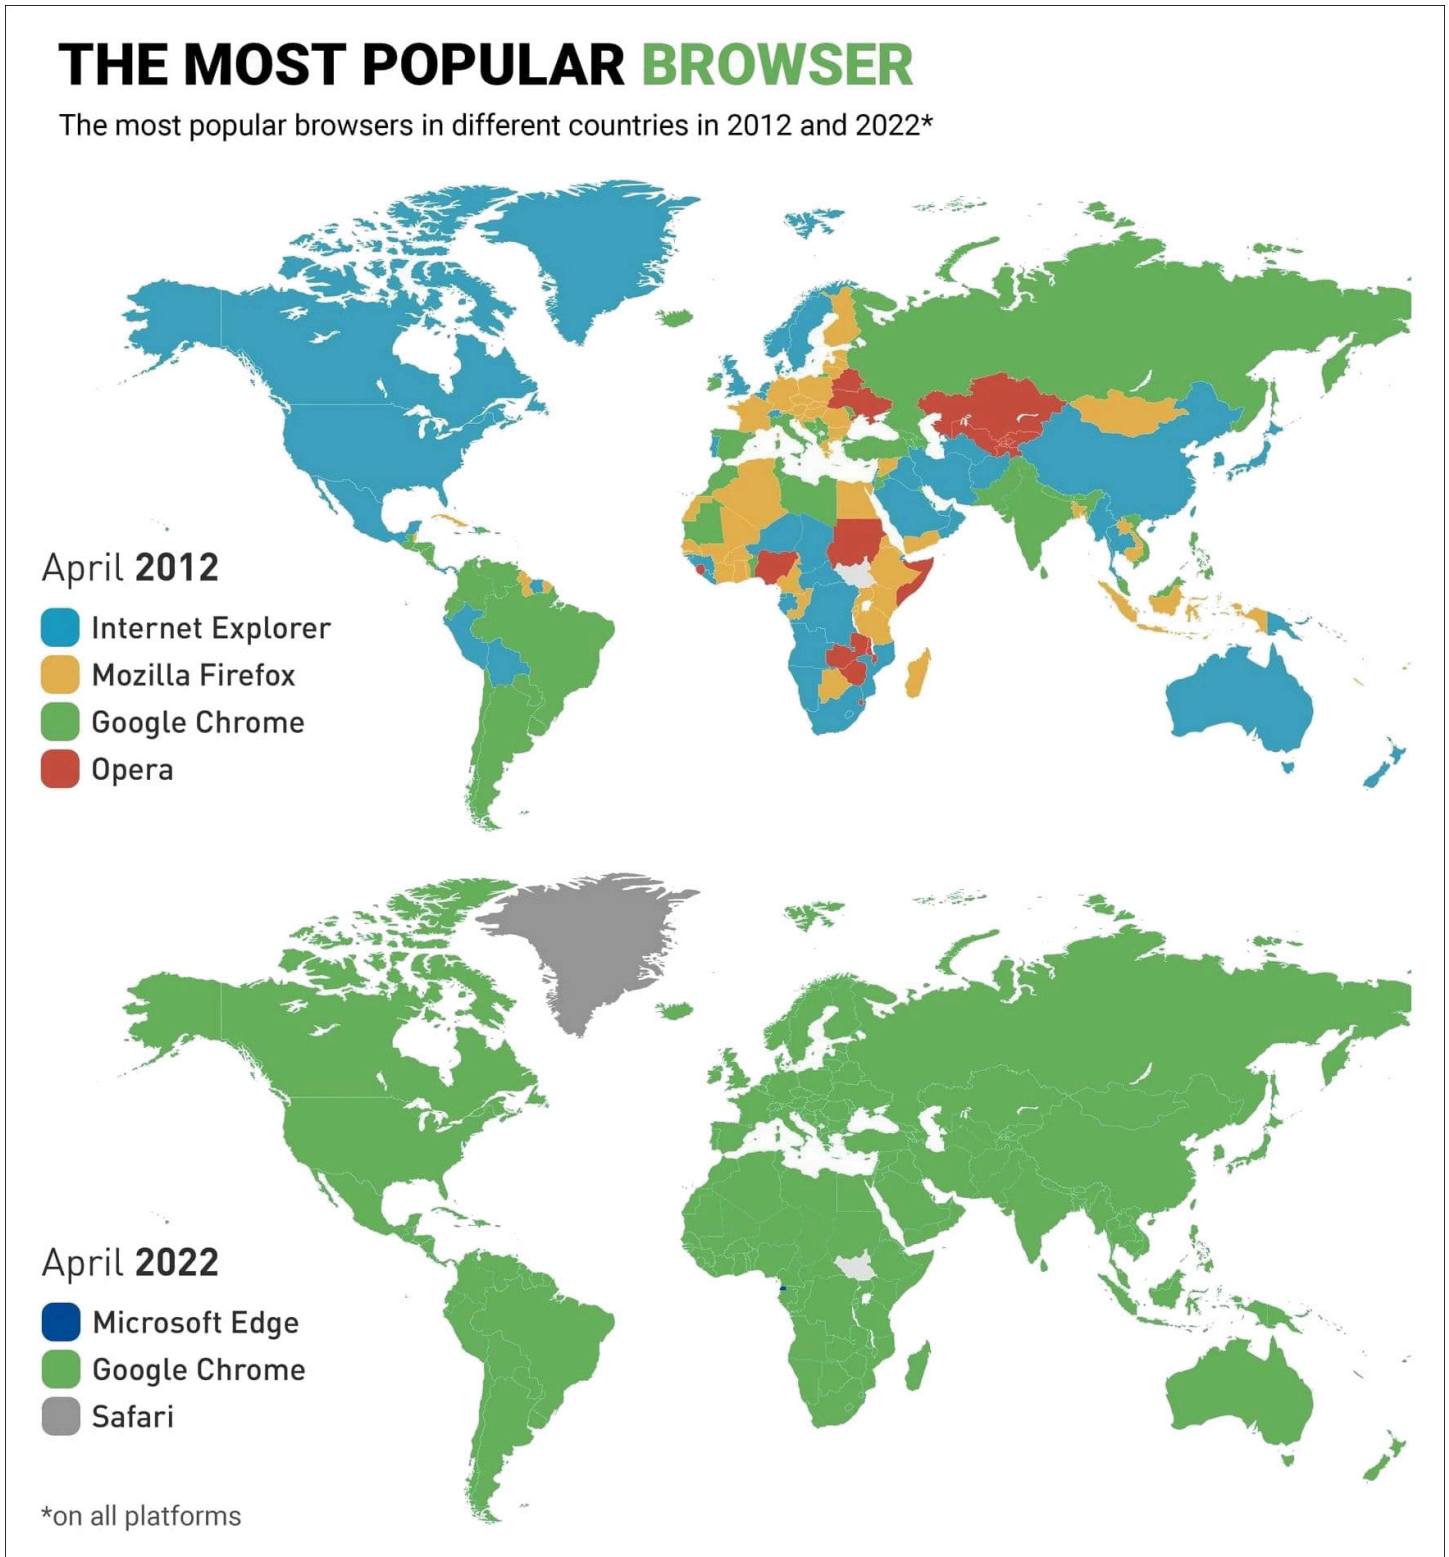 THE MOST POPULAR BROWSER
The most popular browsers in different countries in 2012 and 2022*
April 2012
Internet Explorer
Mozilla Firefox
Google Chrome
Opera
April 2022
Microsoft Edge
Google Chrome
Safari
*on all platforms